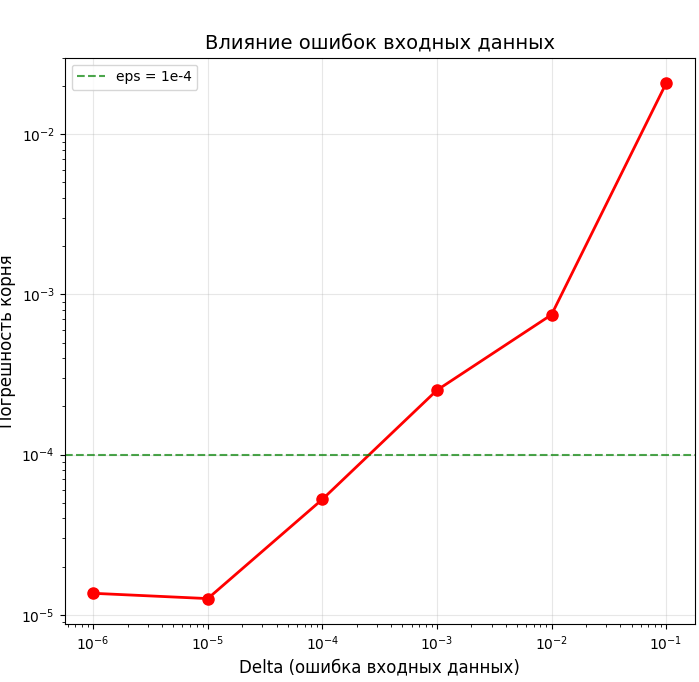 Влияние ошибок входных данных
eps = 1e-4
Погрешность корня
10⁻²
10⁻³
10⁻⁴
10⁻⁵
10⁻⁶
10⁻⁵
10⁻⁴
10⁻³
10⁻²
10⁻¹
Delta (ошибка входных данных)